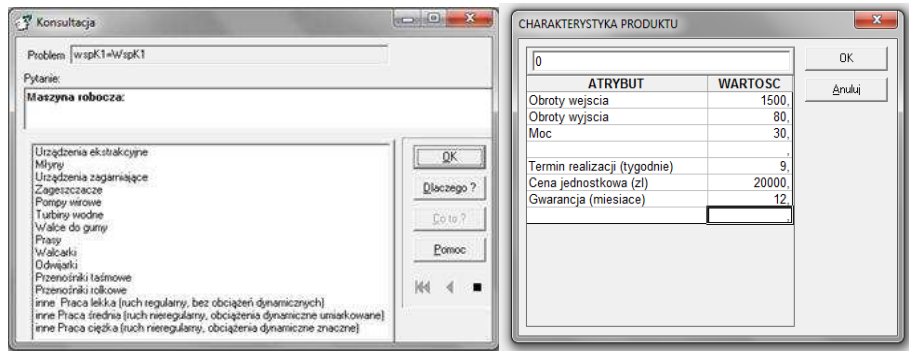 Konsultacja
Problem wspK1=WspK1
Pytanie:
Maszyna robocza:
Urządzenia ekstrakcyjne
Młyny
Urządzenia zagarniające
Zagęszczacze
Pompy wirowe
Turbiny wodne
Walce do gumy
Prasy
Walcarki
Odwijarki
Przenośniki taśmowe
Przenośniki rolkowe
inne Praca lekka (ruch regularny, bez obciążeń dynamicznych)
inne Praca średnia (ruch nieregularny, obciążenia dynamiczne umiarkowane)
inne Praca ciężka (ruch nieregularny, obciążenia dynamiczne znaczne)
OK
Dlaczego ?
Co to ?
Pomoc
CHARAKTERYSTYKA PRODUKTU
0
ATRYBUT WARTOSC
Obroty wejscia 1500,
Obroty wyjscia 80,
Moc 30,
,
Termin realizacji (tygodnie) 9,
Cena jednostkowa (zl) 20000,
Gwarancja (miesiace) 12,
,
OK
Anuluj